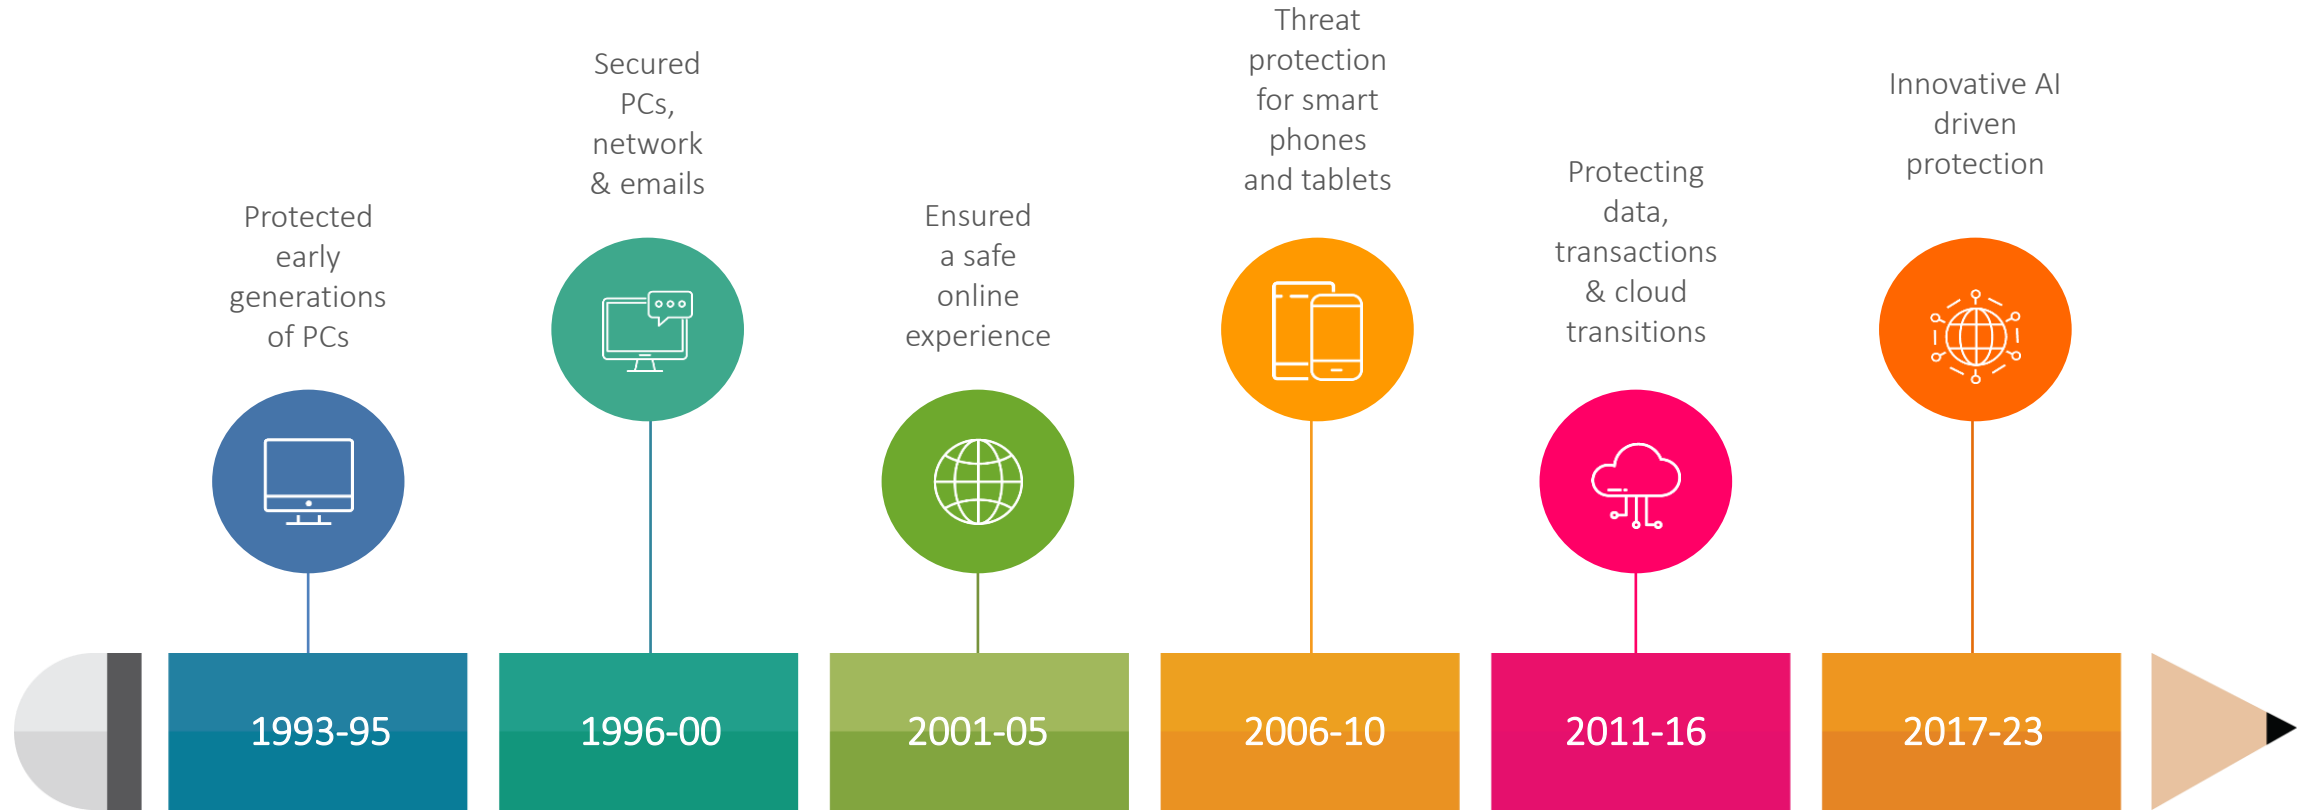 Protected
early
generations
of PCs
Secured
PCs,
network
& emails
Ensured
a safe
online
experience
Threat
protection
for smart
phones
and tablets
Protecting
data,
transactions
& cloud
transitions
Innovative AI
driven
protection
1993-95
1996-00
2001-05
2006-10
2011-16
2017-23